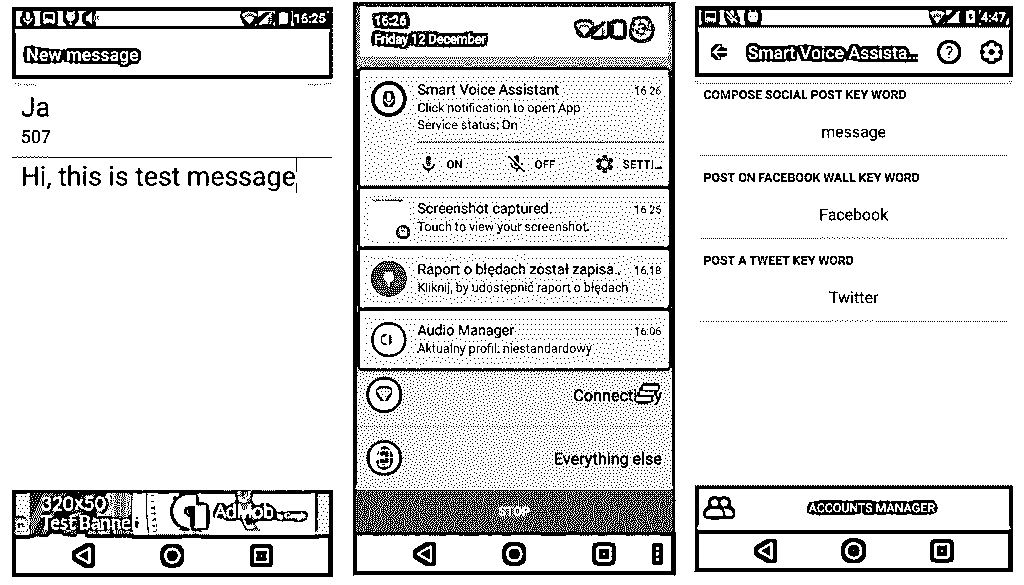 16:25
New message
Ja
507
Hi, this is test message
320x50
Test Banne
AdMob
16:26
Friday 12 December
Smart Voice Assistant 16:26
Click notification to open App
Service status: On
ON OFF SETTI...
Screenshot captured. 16:26
Touch to view your screenshot.
Raport o błędach został zapisa.. 16:18
Kliknij, by udostępnić raport o błędach
Audio Manager 16:06
Aktualny profil: niestandardowy
Connectivity
Everything else
STOP
4:47
Smart Voice Assista...
COMPOSE SOCIAL POST KEY WORD
message
POST ON FACEBOOK WALL KEY WORD
Facebook
POST A TWEET KEY WORD
Twitter
ACCOUNTS MANAGER